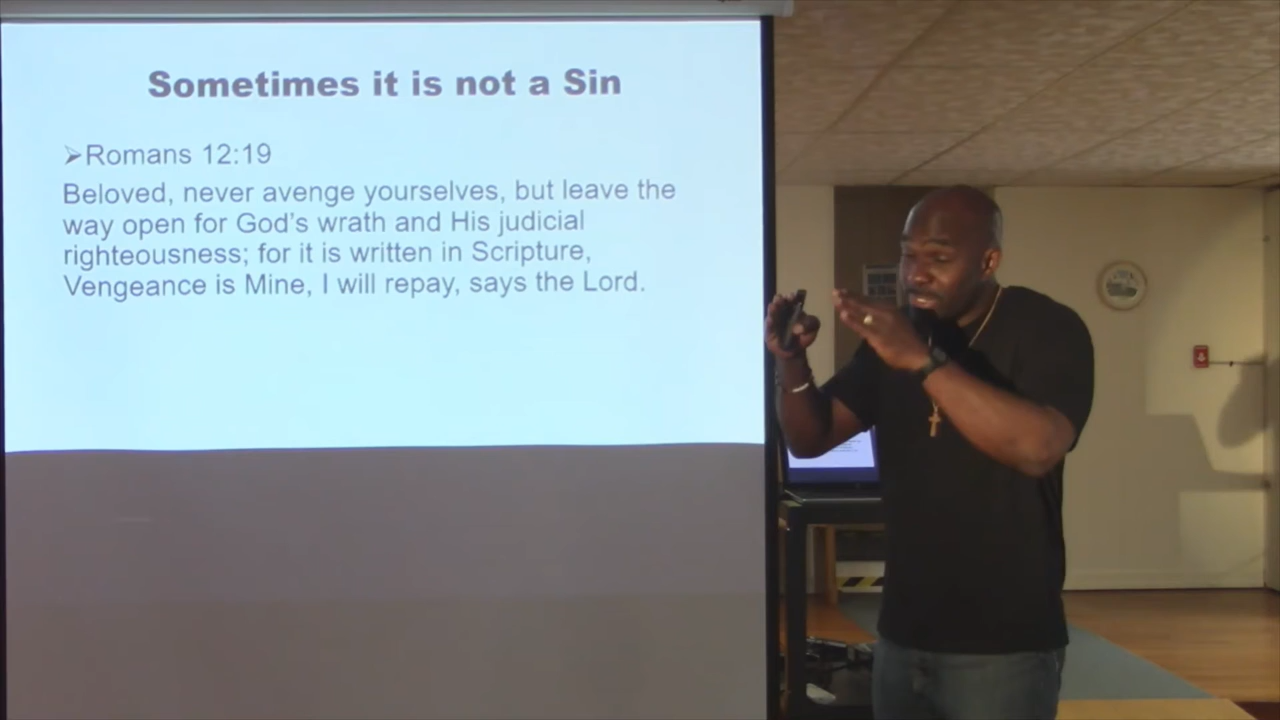 Sometimes it is not a Sin
➢Romans 12:19
Beloved, never avenge yourselves, but leave the
way open for God's wrath and His judicial
righteousness; for it is written in Scripture,
Vengeance is Mine, I will repay, says the Lord.